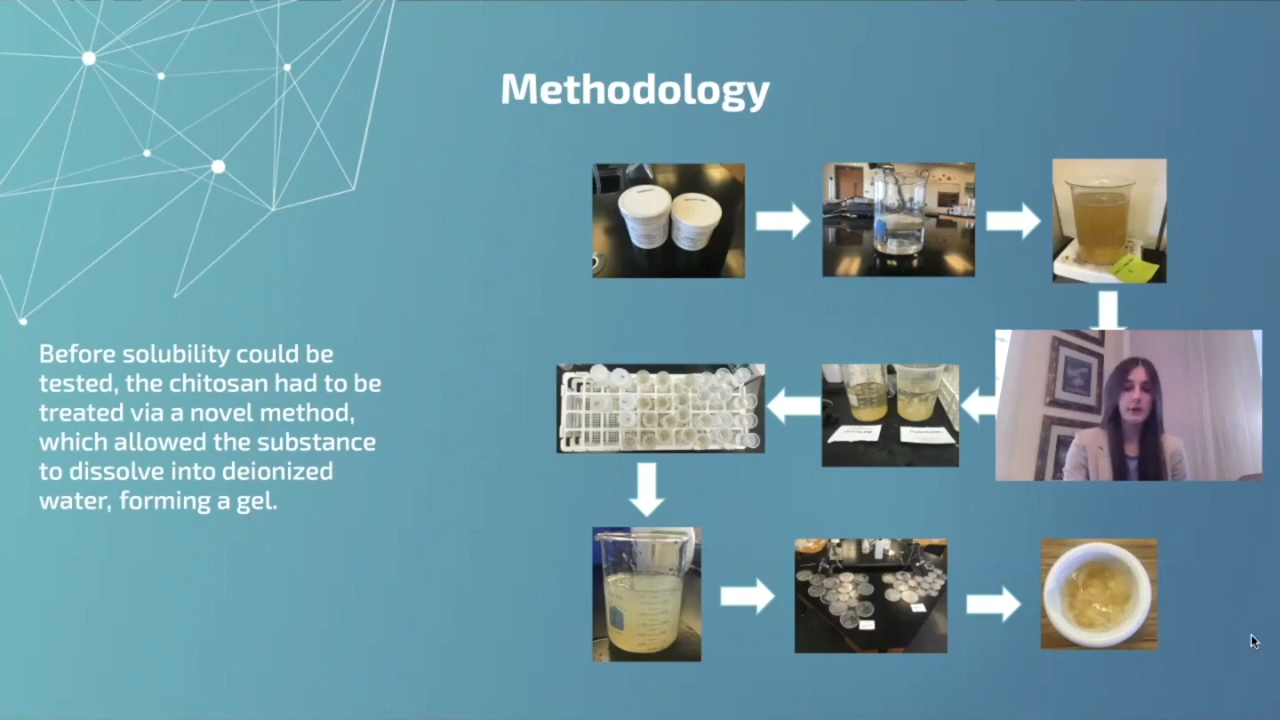 Methodology
Before solubility could be
tested, the chitosan had to be
treated via a novel method,
which allowed the substance
to dissolve into deionized
water, forming a gel.